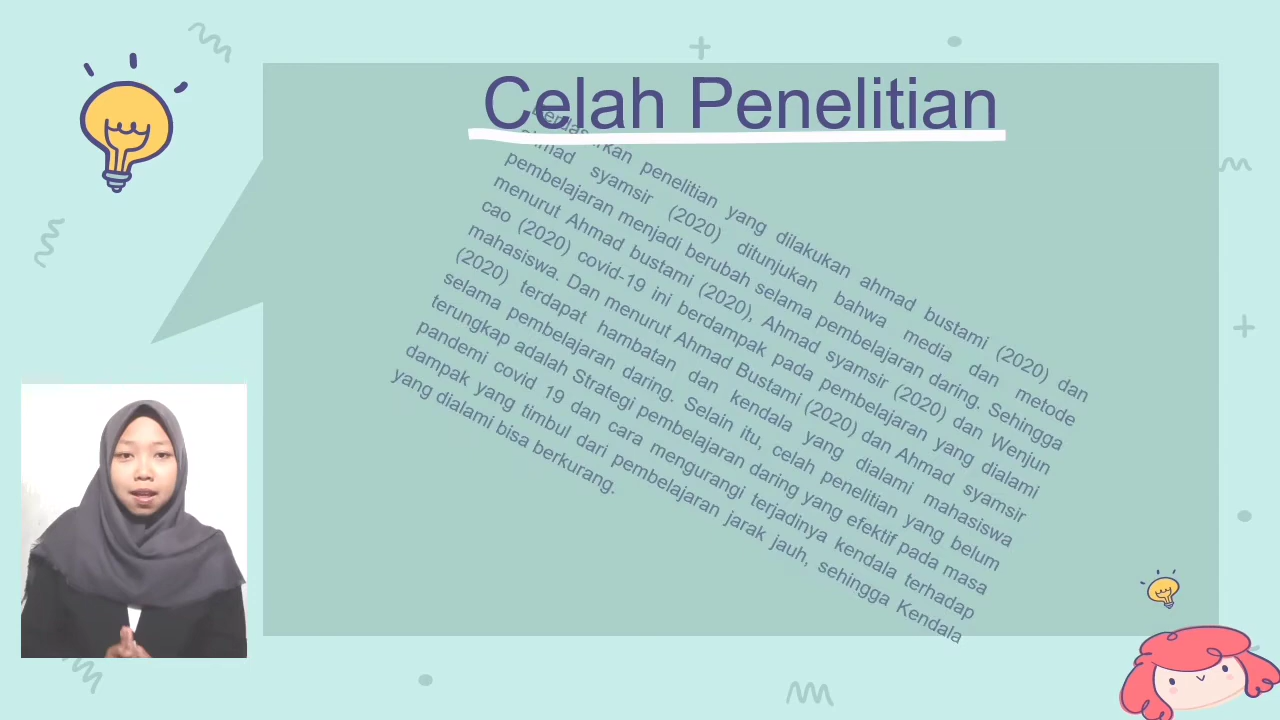 Celah Penelitian
Berdasarkan penelitian yang dilakukan ahmad bustami (2020) dan
ahmad syamsir (2020) ditunjukan bahwa media dan metode
pembelajaran menjadi berubah selama pembelajaran daring. Sehingga
menurut Ahmad bustami (2020), Ahmad syamsir (2020) dan Wenjun
cao (2020) covid-19 ini berdampak pada pembelajaran yang dialami
mahasiswa. Dan menurut Ahmad Bustami (2020) dan Ahmad syamsir
(2020) terdapat hambatan dan kendala yang dialami mahasiswa
selama pembelajaran daring. Selain itu, celah penelitian yang belum
terungkap adalah Strategi pembelajaran daring yang efektif pada masa
pandemi covid 19 dan cara mengurangi terjadinya kendala terhadap
dampak yang timbul dari pembelajaran jarak jauh, sehingga Kendala
yang dialami bisa berkurang.